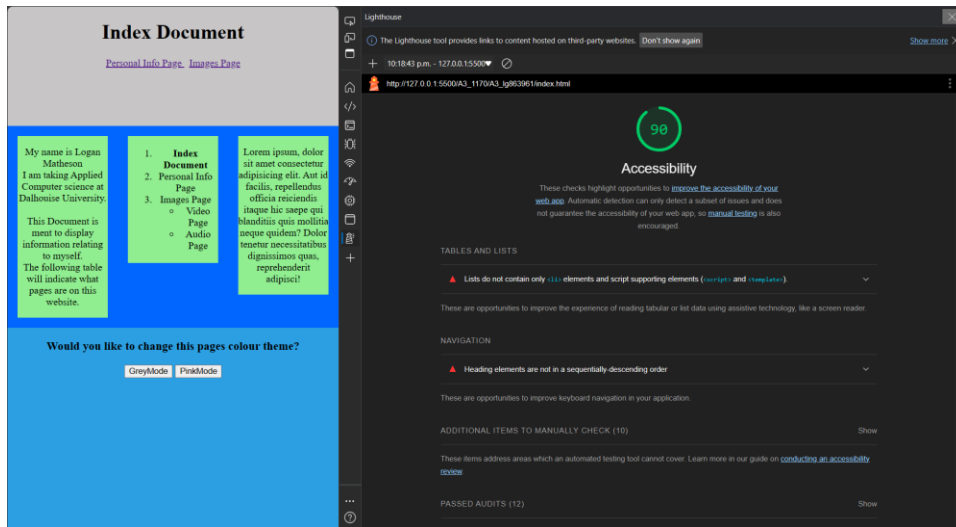 Index Document
Personal Info Page   Images Page
My name is Logan
Matheson
I am taking Applied
Computer science at
Dalhouise University.
This Document is
ment to display
information relating
to myself.
The following table
will indicate what
pages are on this
website.
1. Index
Document
2. Personal Info
Page
3. Images Page
Video
Page
Audio
Page
Lorem ipsum, dolor
sit amet consectetur
adipisicing elit. Aut id
facilis, repellendus
officia reiciendis
itaque hic saepe qui
blanditiis quis mollitia
neque quidem? Dolor
tenetur necessitatibus
dignissimos quas,
reprehenderit
adipisci!
Would you like to change this pages colour theme?
GreyMode PinkMode
Lighthouse
The Lighthouse tool provides links to content hosted on third-party websites. Don't show again Show more
10:18:43 p.m. - 127.0.0.1:5500
http://127.0.0.1:5500/A3_1170/A3_lg863961/index.html
90
Accessibility
These checks highlight opportunities to improve the accessibility of your
web app. Automatic detection can only detect a subset of issues and does
not guarantee the accessibility of your web app, so manual testing is also
encouraged.
TABLES AND LISTS
Lists do not contain only <li> elements and script supporting elements (<script> and <template>).
These are opportunities to improve the experience of reading tabular or list data using assistive technology, like a screen reader.
NAVIGATION
Heading elements are not in a sequentially-descending order
These are opportunities to improve keyboard navigation in your application.
ADDITIONAL ITEMS TO MANUALLY CHECK (10) Show
These items address areas which an automated testing tool cannot cover. Learn more in our guide on conducting an accessibility
review.
PASSED AUDITS (12) Show